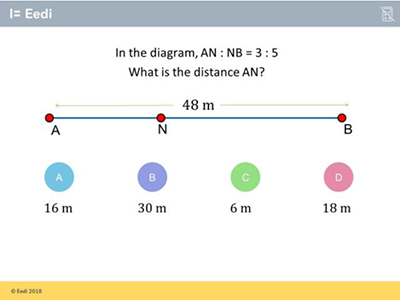 I= Eedi
In the diagram, AN : NB = 3 : 5
What is the distance AN?
48 m
A N B
A B C D
16 m 30 m 6 m 18 m
© Eedi 2018